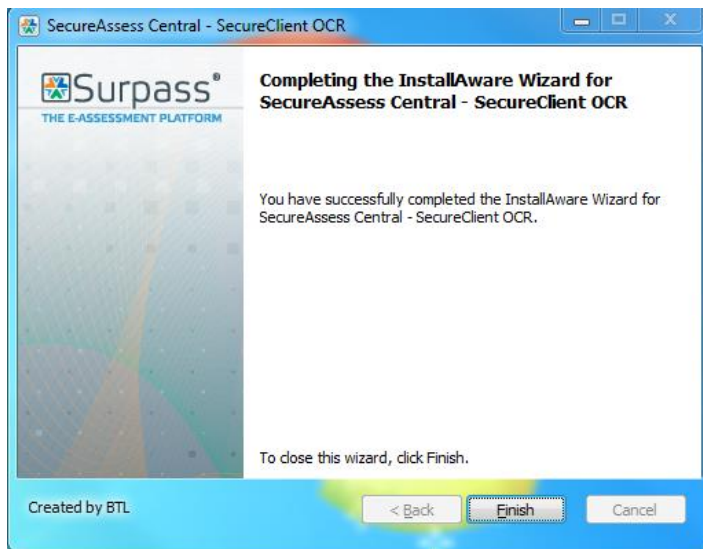 SecureAssess Central - SecureClient OCR
Surpass®
THE E-ASSESSMENT PLATFORM
Completing the InstallAware Wizard for
SecureAssess Central - SecureClient OCR
You have successfully completed the InstallAware Wizard for
SecureAssess Central - SecureClient OCR.
To close this wizard, click Finish.
Created by BTL
< Back
Finish
Cancel